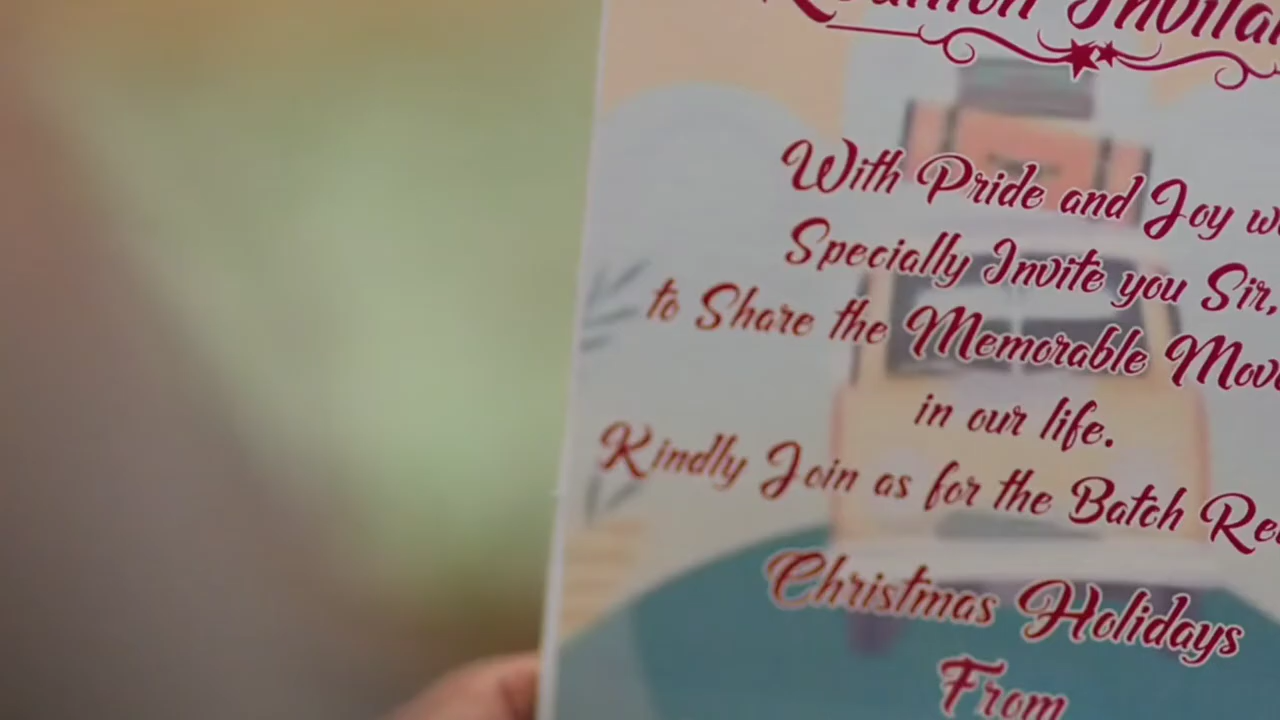 With Pride and Joy
Specially Invite you Sir,
to Share the Memorable
in our life.
Kindly Join as for the Batch
Christmas Holidays
From